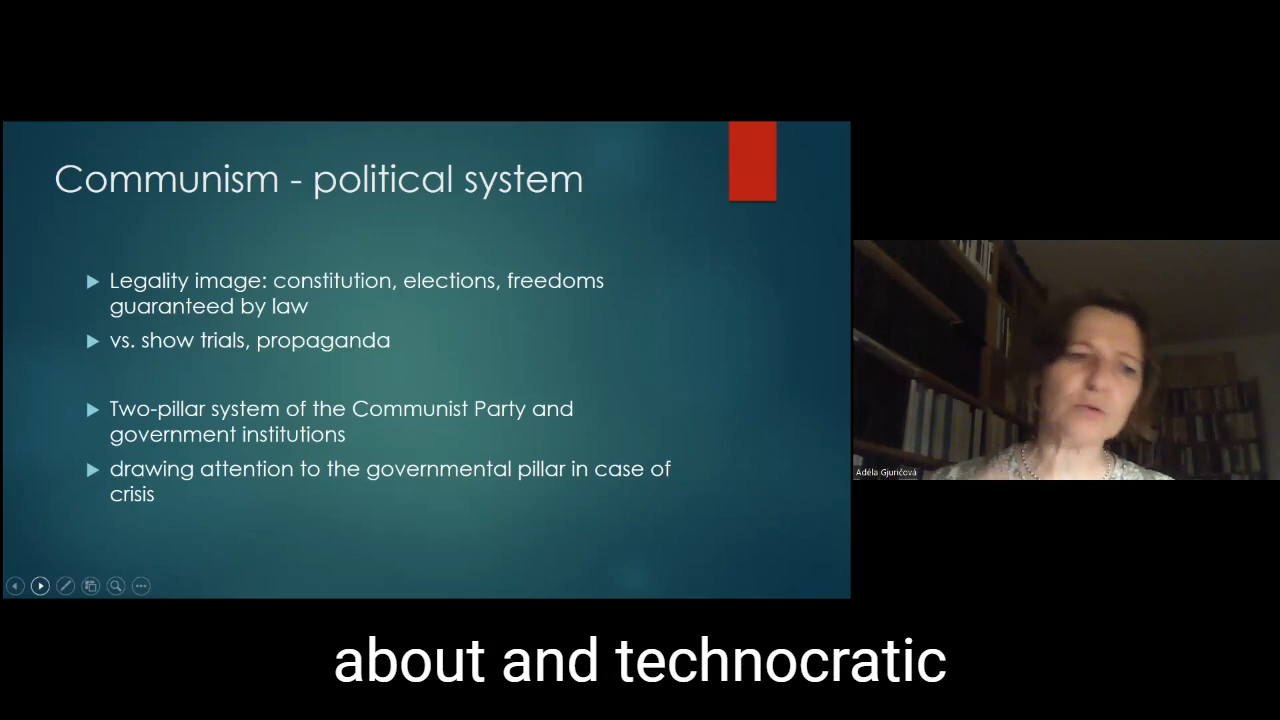 Communism - political system
Legality image: constitution, elections, freedoms
guaranteed by law
vs. show trials, propaganda
Two-pillar system of the Communist Party and
government institutions
drawing attention to the governmental pillar in case of
crisis
Adéla Gjuričová
about and technocratic